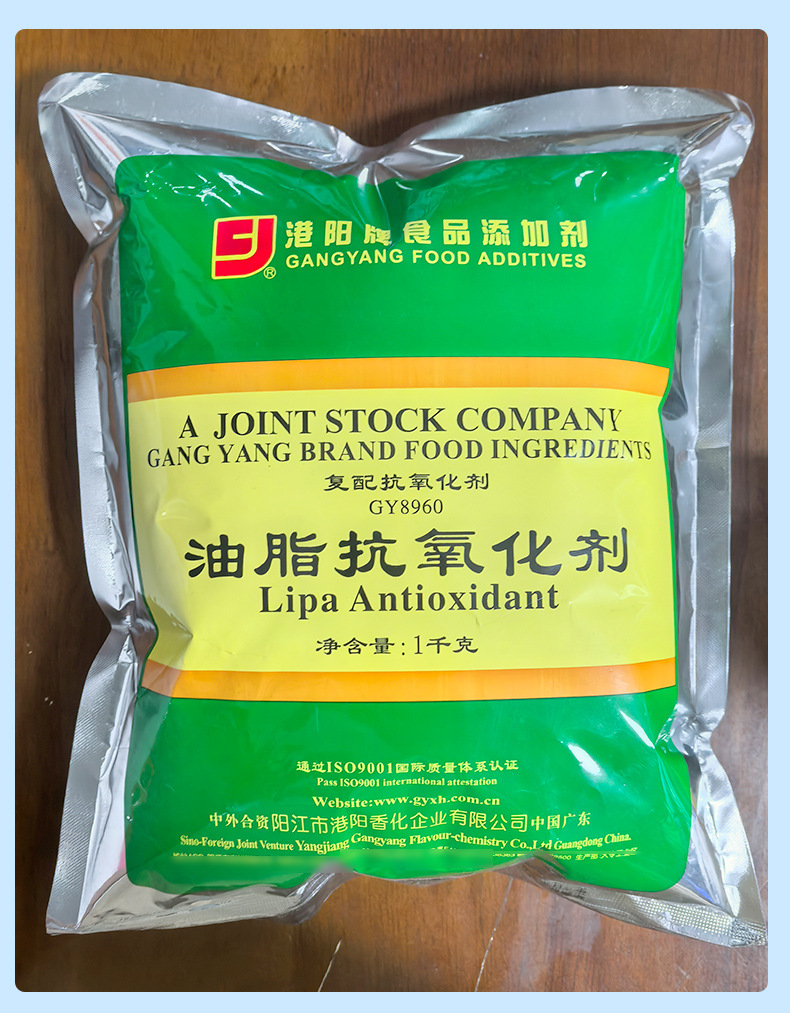 港阳牌食品添加剂
GANGYANG FOOD ADDITIVES
®
A JOINT STOCK COMPANY
GANG YANG BRAND FOOD INGREDIENTS
复配抗氧化剂
GY8960
油脂抗氧化剂
Lipa Antioxidant
净含量:1千克
通过ISO9001国际质量体系认证
Pass ISO9001 international attestation
Website:www.gyxh.com.cn
中外合资阳江市港阳香化企业有限公司中国广东
Sino-Foreign Joint Venture Yangjiang Gangyang Flavour-chemistry Co.,Ltd Guangdong China.